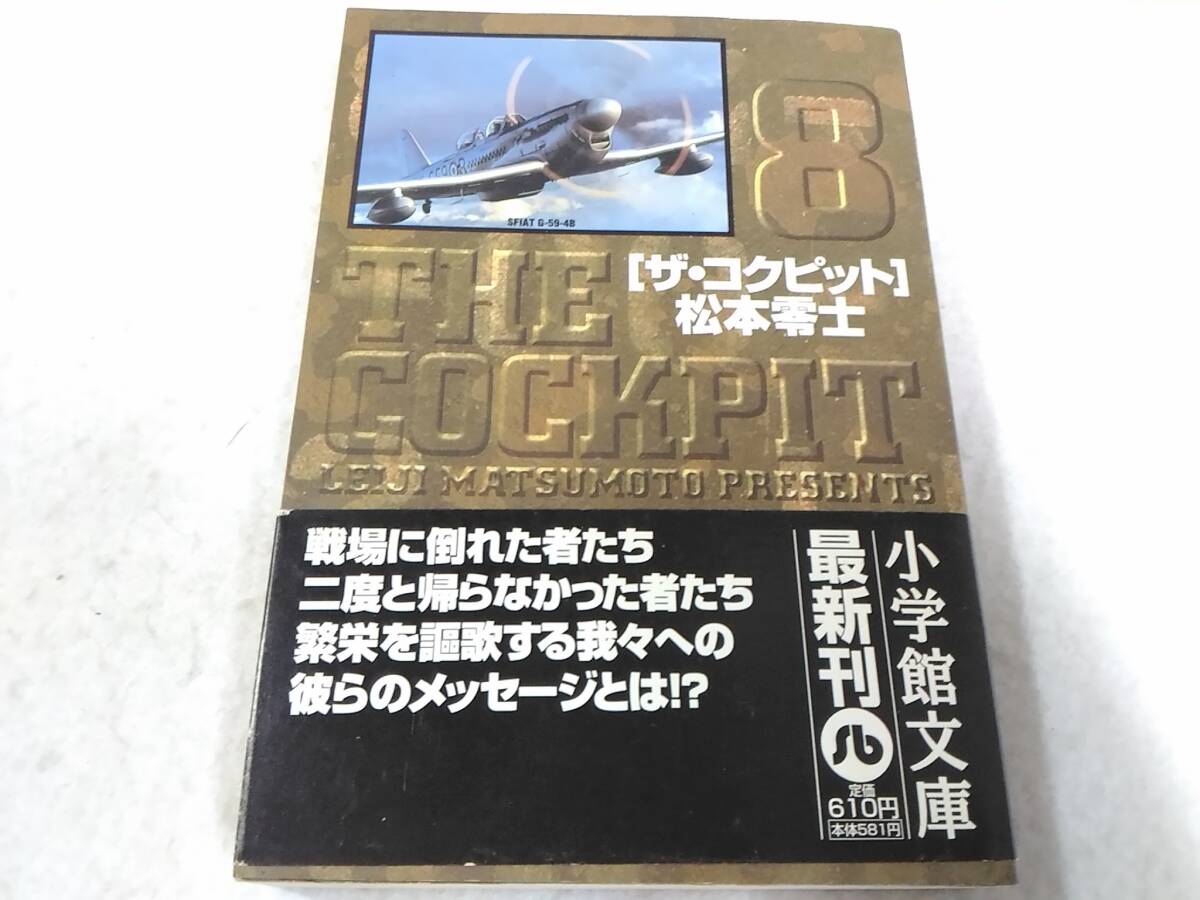 8
SFIAT G-59-4B
THE
COCKPIT
[ザ・コクピット]
松本零士
LEIJI MATSUMOTO PRESENTS
戦場に倒れた者たち
二度と帰らなかった者たち
繁栄を謳歌する我々への
彼らのメッセージとは!?
小学館文庫
最新刊
定価
610円
本体581円